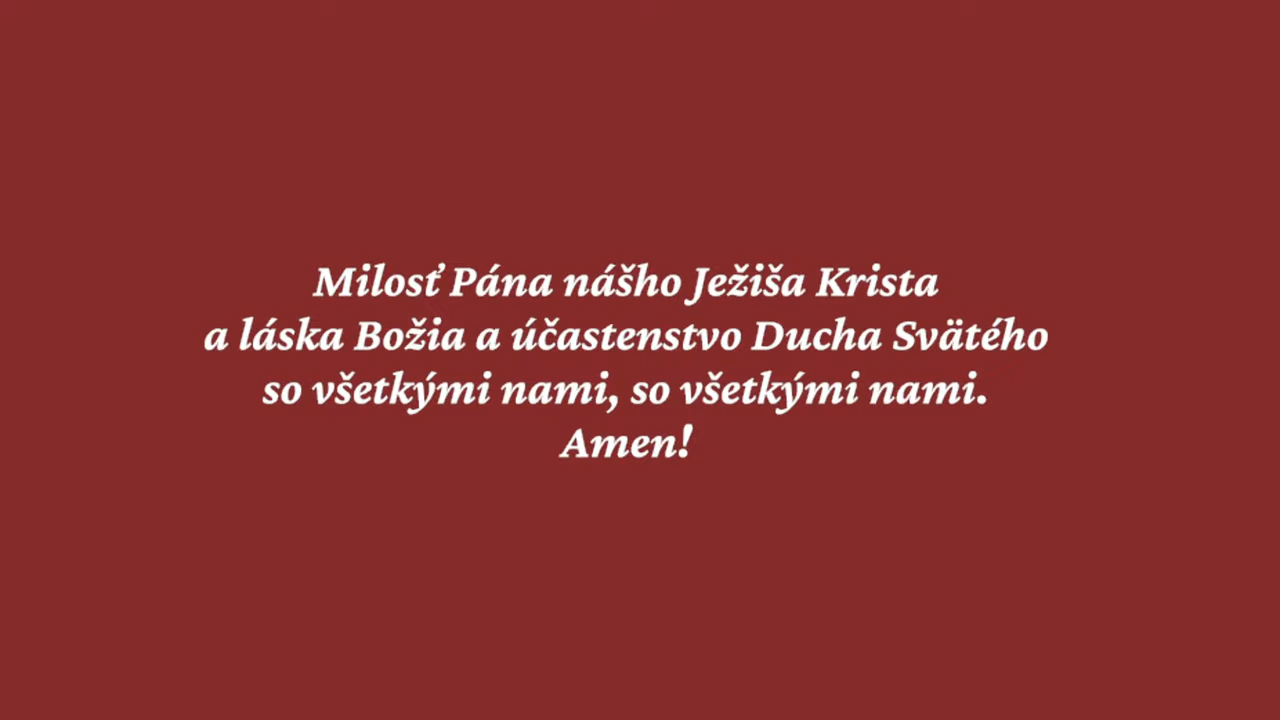 Milosť Pána nášho Ježiša Krista
a láska Božia a účastenstvo Ducha Svätého
so všetkými nami, so všetkými nami.
Amen!